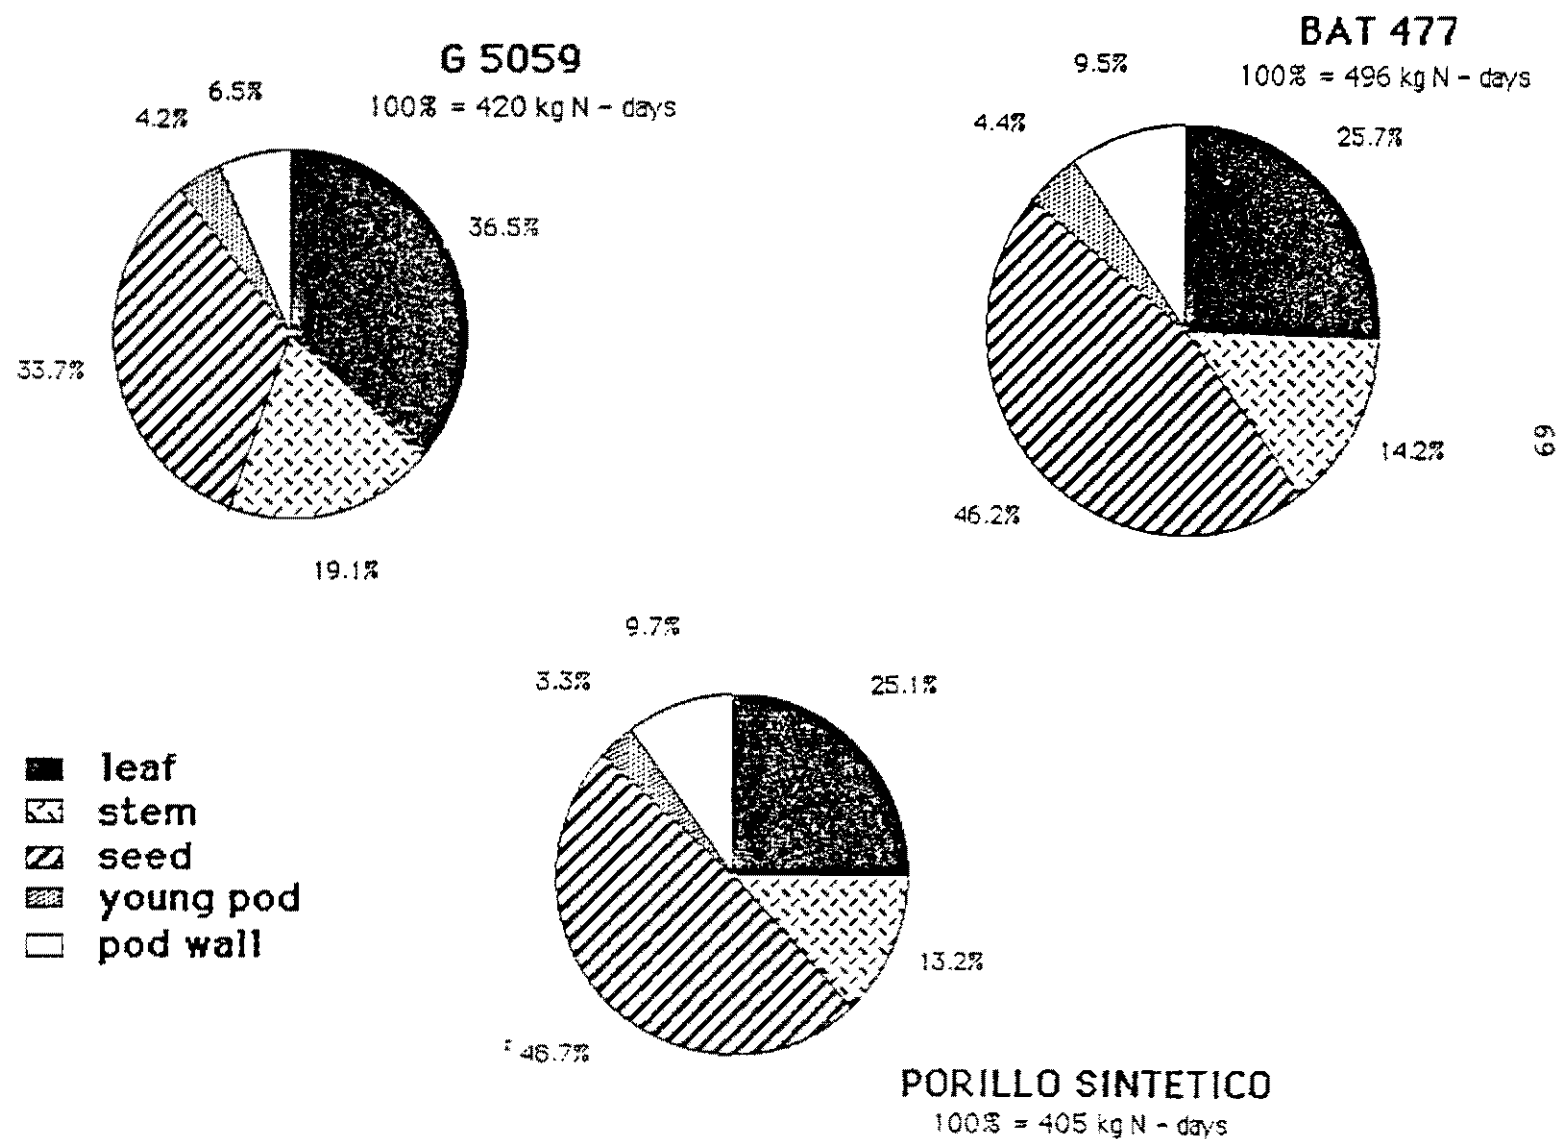 G 5059
100% = 420 kg N - days
6.5%
4.2%
36.5%
33.7%
19.1%
BAT 477
100% = 496 kg N - days
9.5%
4.4%
25.7%
14.2%
46.2%
69
9.7%
3.3%
25.1%
13.2%
48.7%
PORILLO SINTETICO
100% = 405 kg N - days
leaf
stem
seed
young pod
pod wall